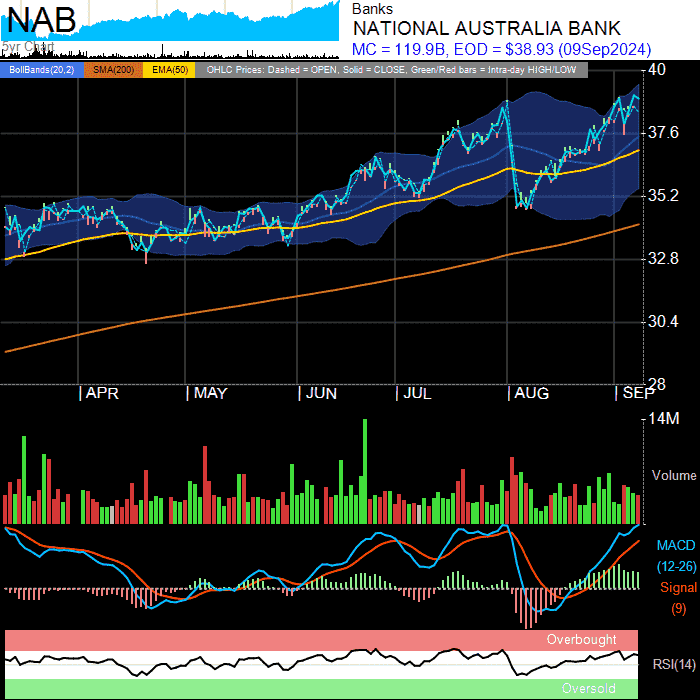 NAB
5yr Chart
Banks
NATIONAL AUSTRALIA BANK
MC = 119.9B, EOD = $38.93 (09Sep2024)
BollBands(20,2) SMA(200) EMA(50) OHLC Prices: Dashed = OPEN, Solid = CLOSE, Green/Red bars = Intra-day HIGH/LOW
40
37.6
35.2
32.8
30.4
28
APR MAY JUN JUL AUG SEP
14M
Volume
MACD
(12-26)
Signal
(9)
Overbought
RSI(14)
Oversold